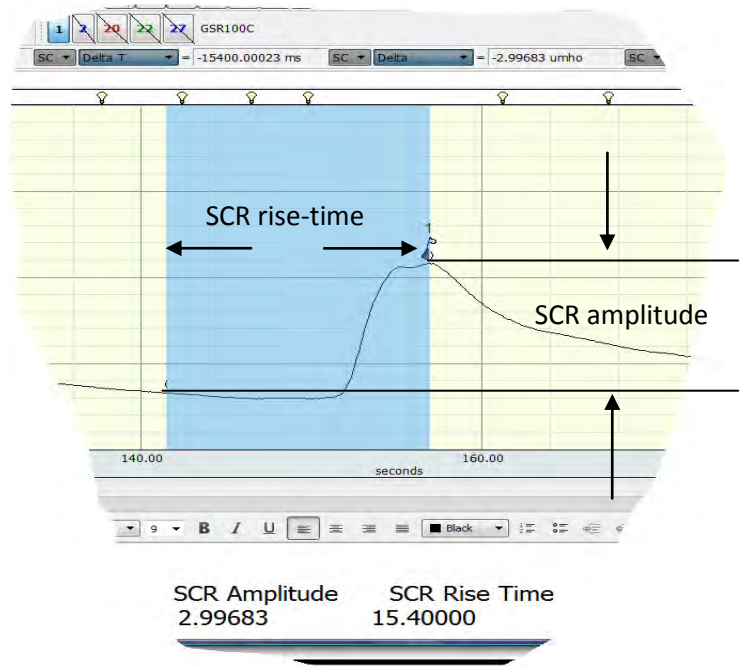 1 2 20 22 27 GSR100C
SC Delta T = -15400.00023 ms SC Delta = -2.99683 umho SC
SCR rise-time
1
SCR amplitude
140.00 160.00
seconds
9 B I U Black
SCR Amplitude SCR Rise Time
2.99683 15.40000